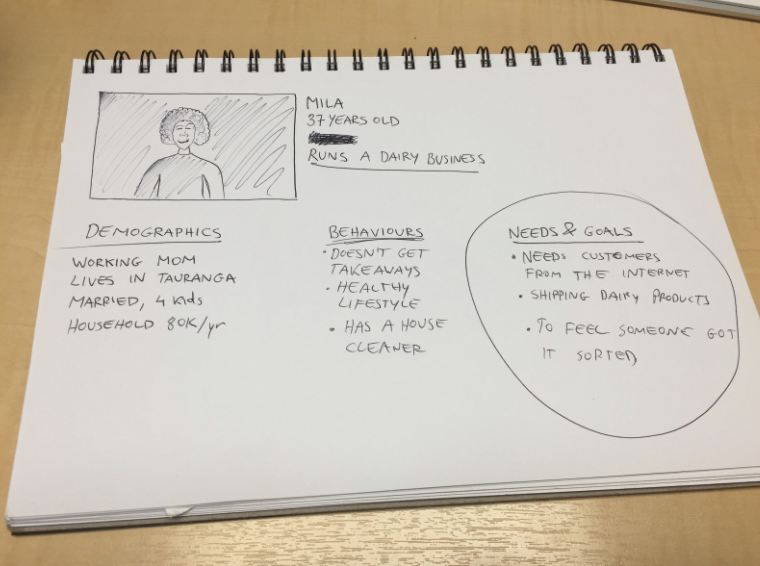 MILA
37 YEARS OLD
RUNS A DAIRY BUSINESS
DEMOGRAPHICS
WORKING MOM
LIVES IN TAURANGA
MARRIED, 4 KidS
HOUSEHOLD 80K/yr
BEHAVIOURS
• DOESN'T GET
TAKEAWAYS
• HEALTHY
LIFESTYLE
• HAS A HOUSE
CLEANER
NEEDS & GOALS
• NEEDS CUSTOMERS
FROM THE INTERNET
• SHIPPING DAIRY PRODUCTS
• TO FEEL SOMEONE GOT
IT SORTED